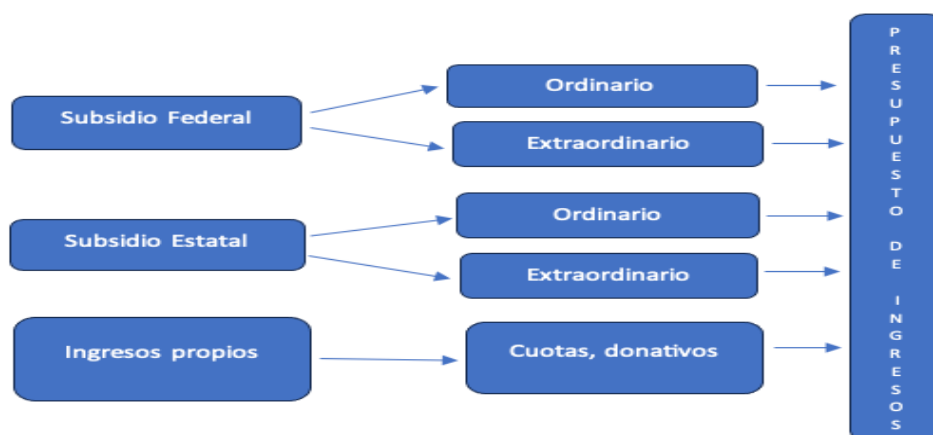 Subsidio Federal
Ordinario
Extraordinario
Subsidio Estatal
Ordinario
Extraordinario
Ingresos propios
Cuotas, donativos
PRESUPUESTO DE INGRESOS